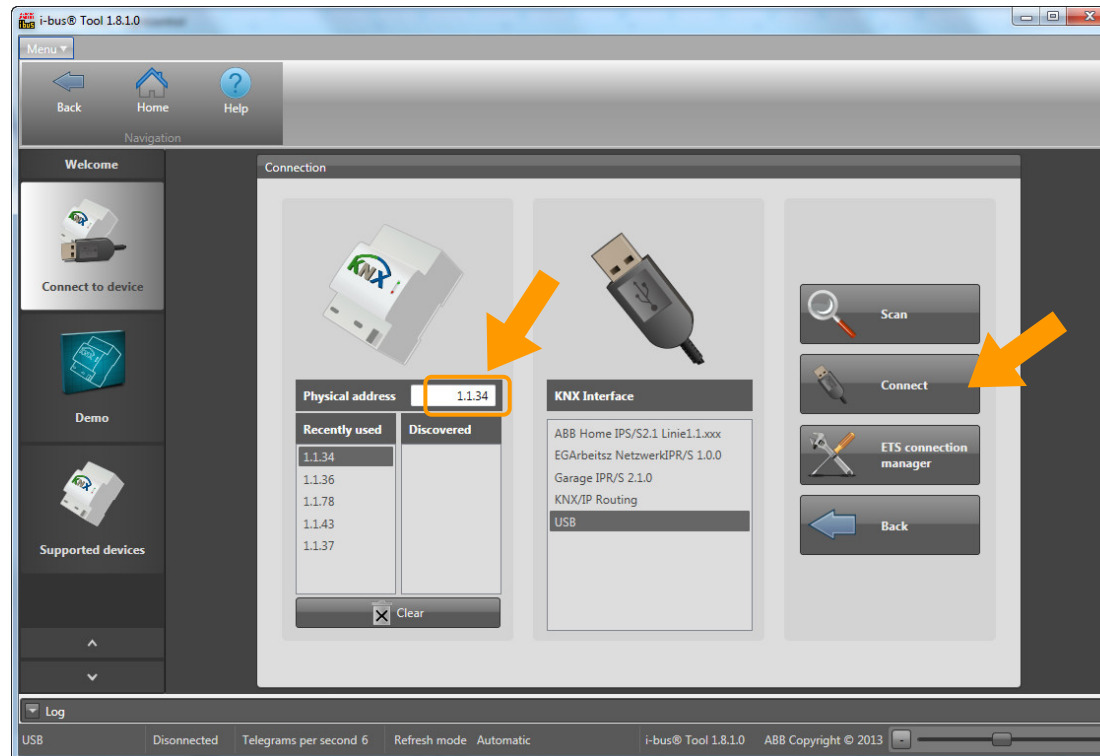 i-bus® Tool 1.8.1.0
Menu
Back
Home
Help
Navigation
Welcome
Connect to device
Demo
Supported devices
Connection
KNX
Physical address
1.1.34
Recently used
Discovered
1.1.34
1.1.36
1.1.78
1.1.43
1.1.37
Clear
KNX Interface
ABB Home IPS/S2.1 Linie1.1.xxx
EGArbeitsz NetzwerkIPR/S 1.0.0
Garage IPR/S 2.1.0
KNX/IP Routing
USB
Scan
Connect
ETS connection
manager
Back
Log
USB
Disonnected
Telegrams per second 6
Refresh mode Automatic
i-bus® Tool 1.8.1.0
ABB Copyright © 2013